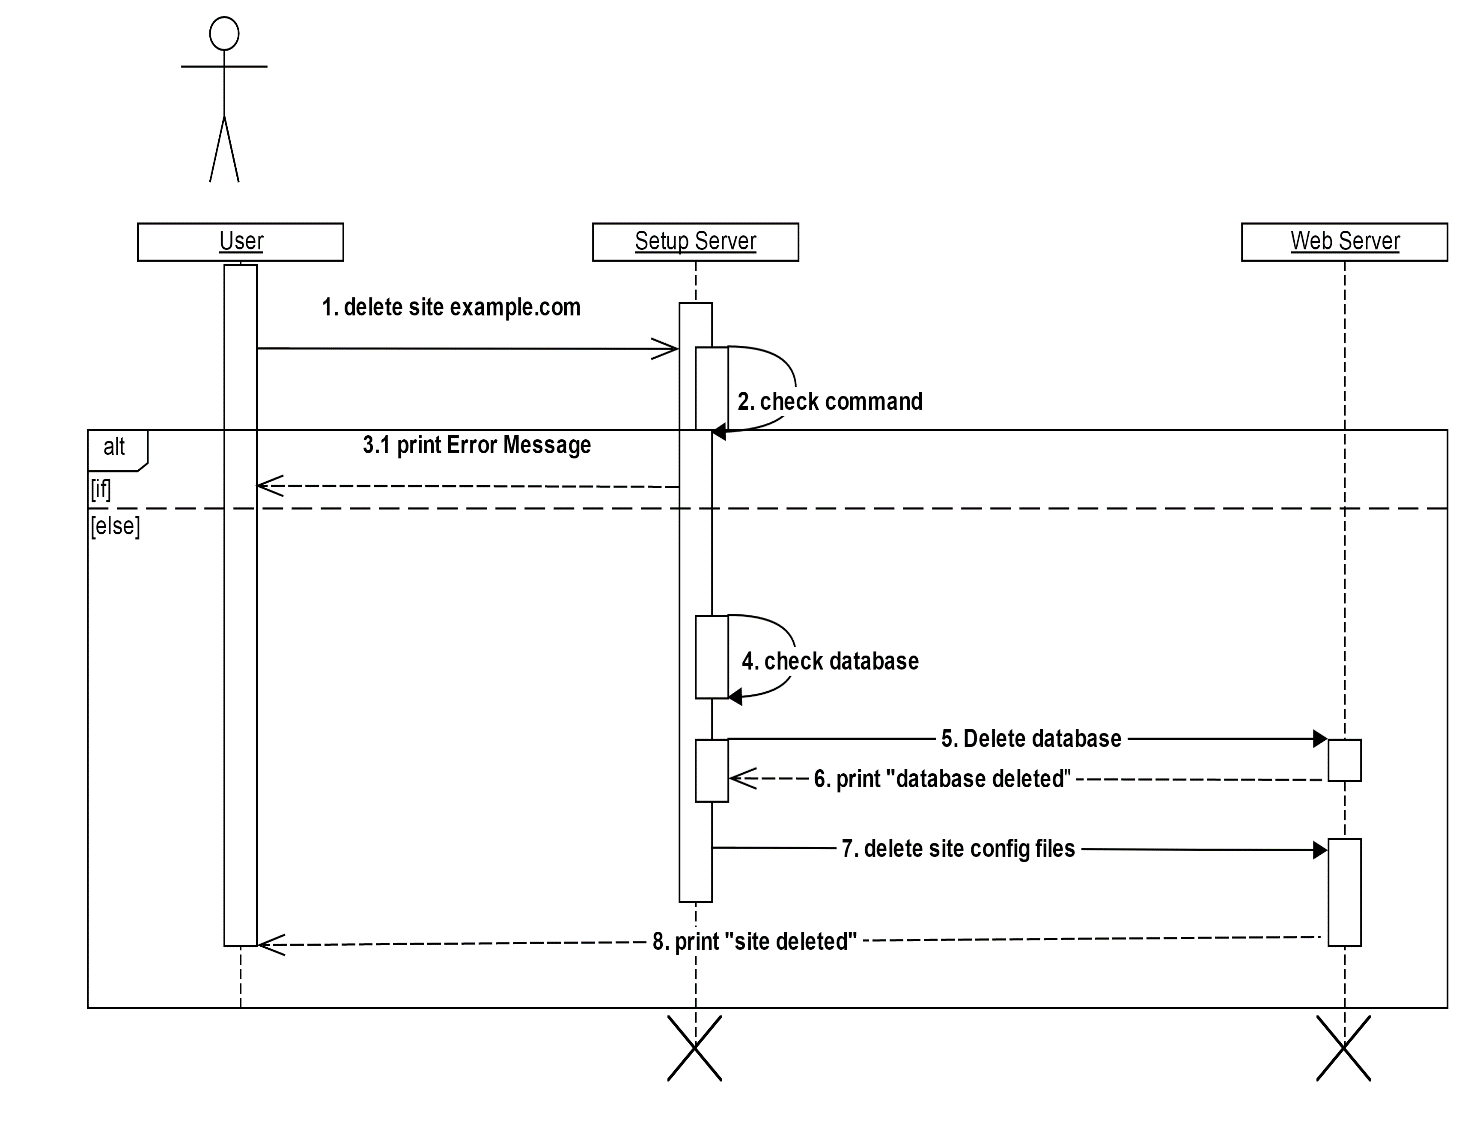 User
Setup Server
Web Server
1. delete site example.com
2. check command
alt
3.1 print Error Message
[if]
[else]
4. check database
5. Delete database
6. print "database deleted"
7. delete site config files
8. print "site deleted"